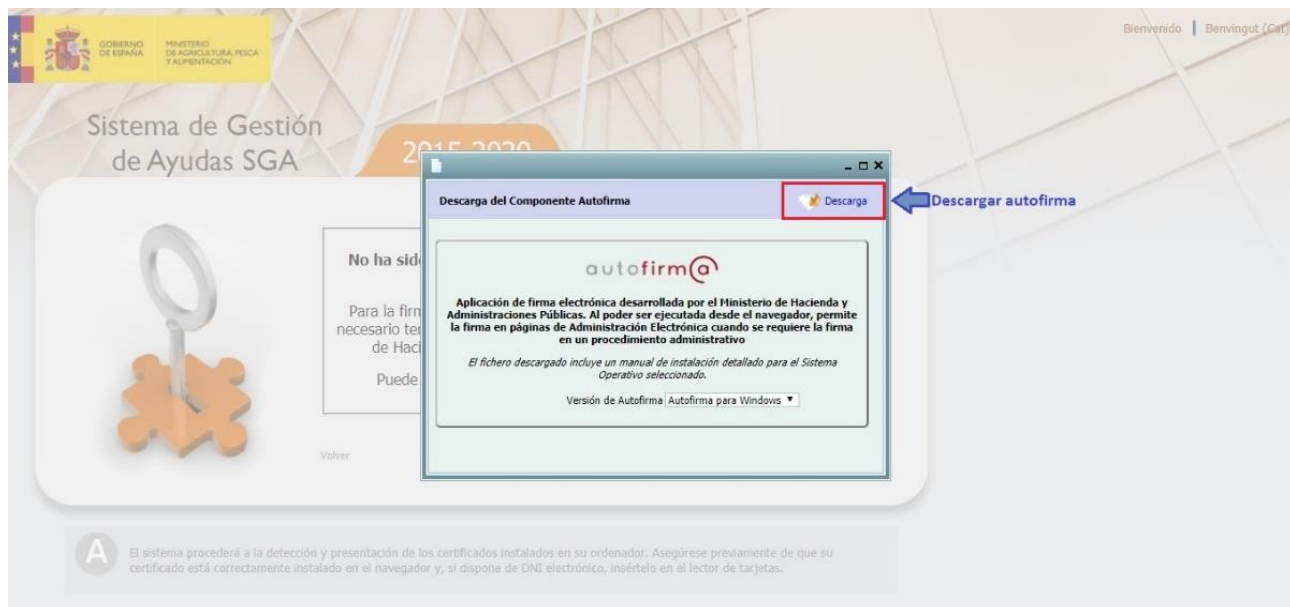 Bienvenido | Benvingut (Cat)
GOBIERNO
DE ESPAÑA
MINISTERIO
DE AGRICULTURA, PESCA
Y ALIMENTACIÓN
Sistema de Gestión
de Ayudas SGA
2015-2020
Descarga del Componente Autofirma
Descarga
Descargar autofirma
No ha sid
autofirm@
Para la firm
necesario ter
de Haci
Puede
Aplicación de firma electrónica desarrollada por el Ministerio de Hacienda y
Administraciones Públicas. Al poder ser ejecutada desde el navegador, permite
la firma en páginas de Administración Electrónica cuando se requiere la firma
en un procedimiento administrativo
El fichero descargado incluye un manual de instalación detallado para el Sistema
Operativo seleccionado.
Versión de Autofirma Autofirma para Windows
Volver
A
El sistema procederá a la detección y presentación de los certificados instalados en su ordenador. Asegúrese previamente de que su
certificado está correctamente instalado en el navegador y, si dispone de DNI electrónico, insértelo en el lector de tarjetas.